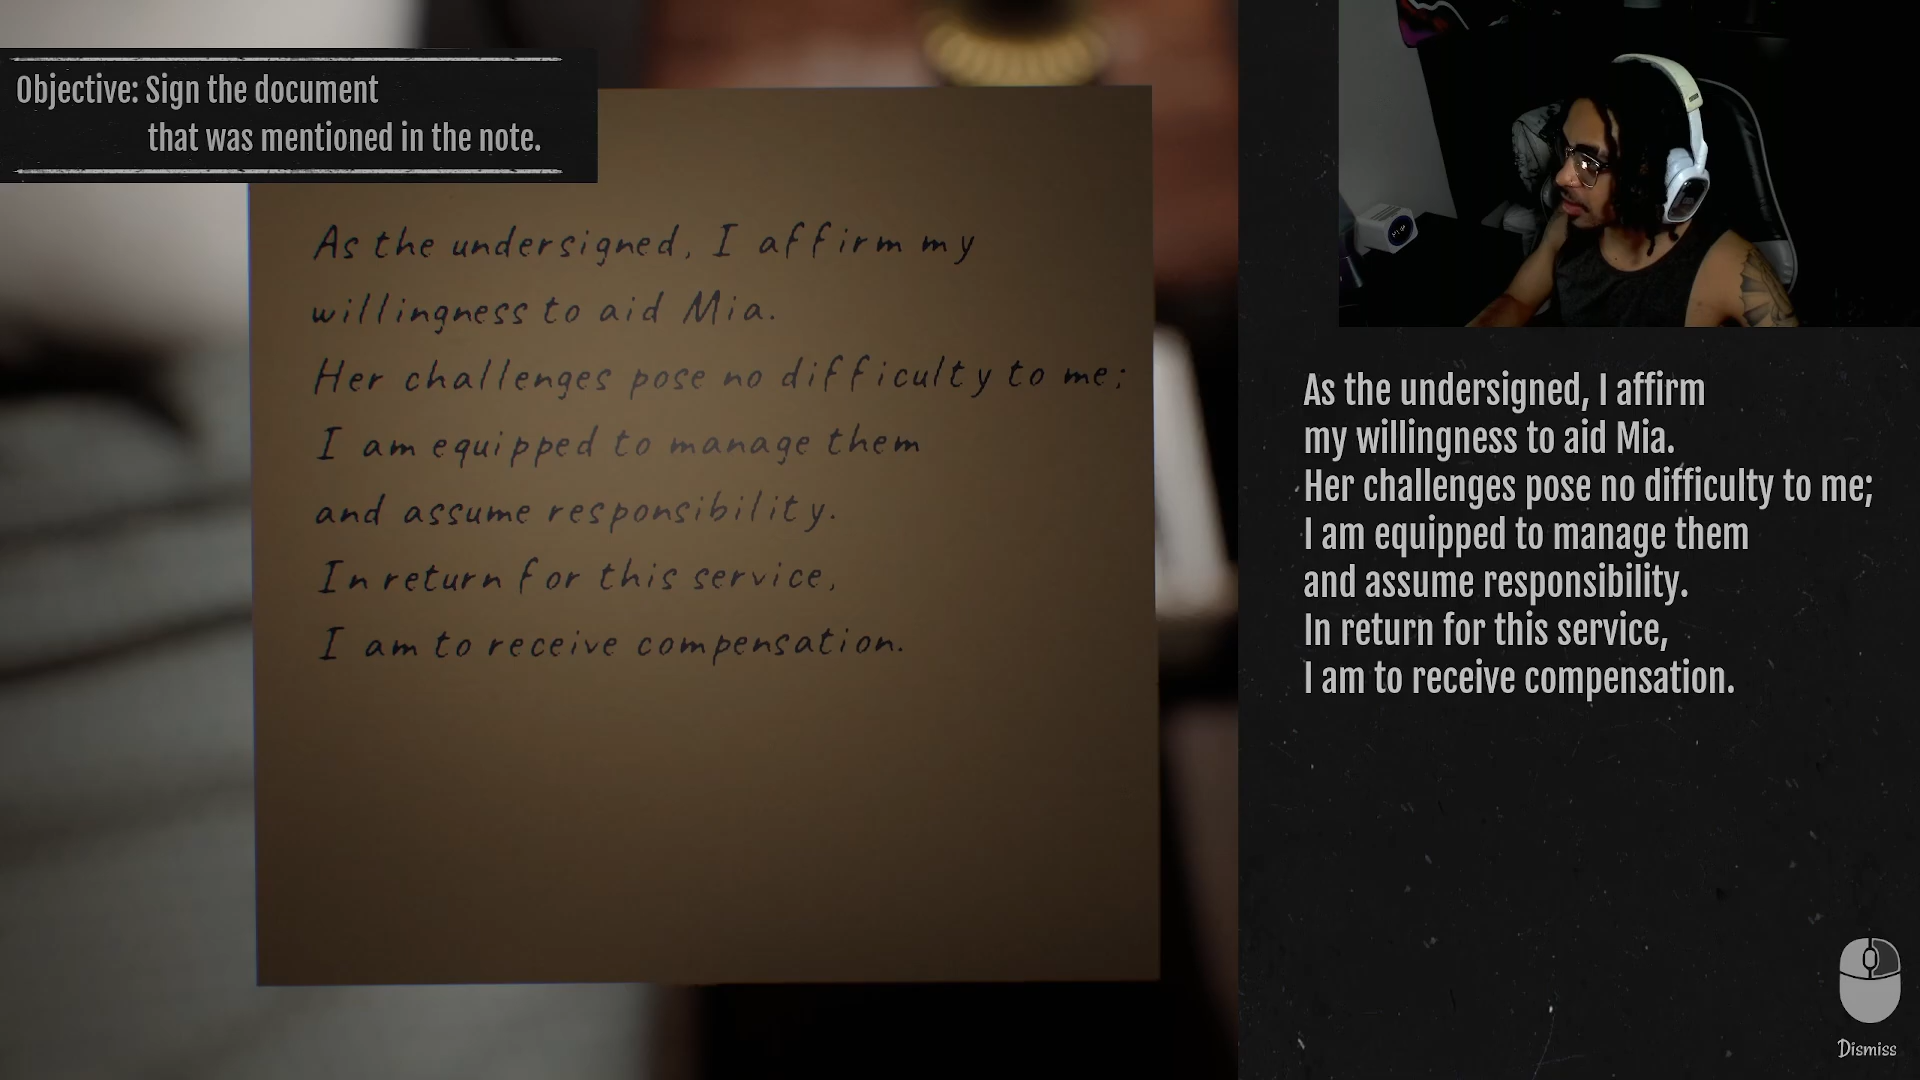 Objective: Sign the document
that was mentioned in the note.
As the undersigned, I affirm my
willingness to aid Mia.
Her challenges pose no difficulty to me;
I am equipped to manage them
and assume responsibility.
In return for this service,
I am to receive compensation.
As the undersigned, I affirm
my willingness to aid Mia.
Her challenges pose no difficulty to me;
I am equipped to manage them
and assume responsibility.
In return for this service,
I am to receive compensation.
Dismiss